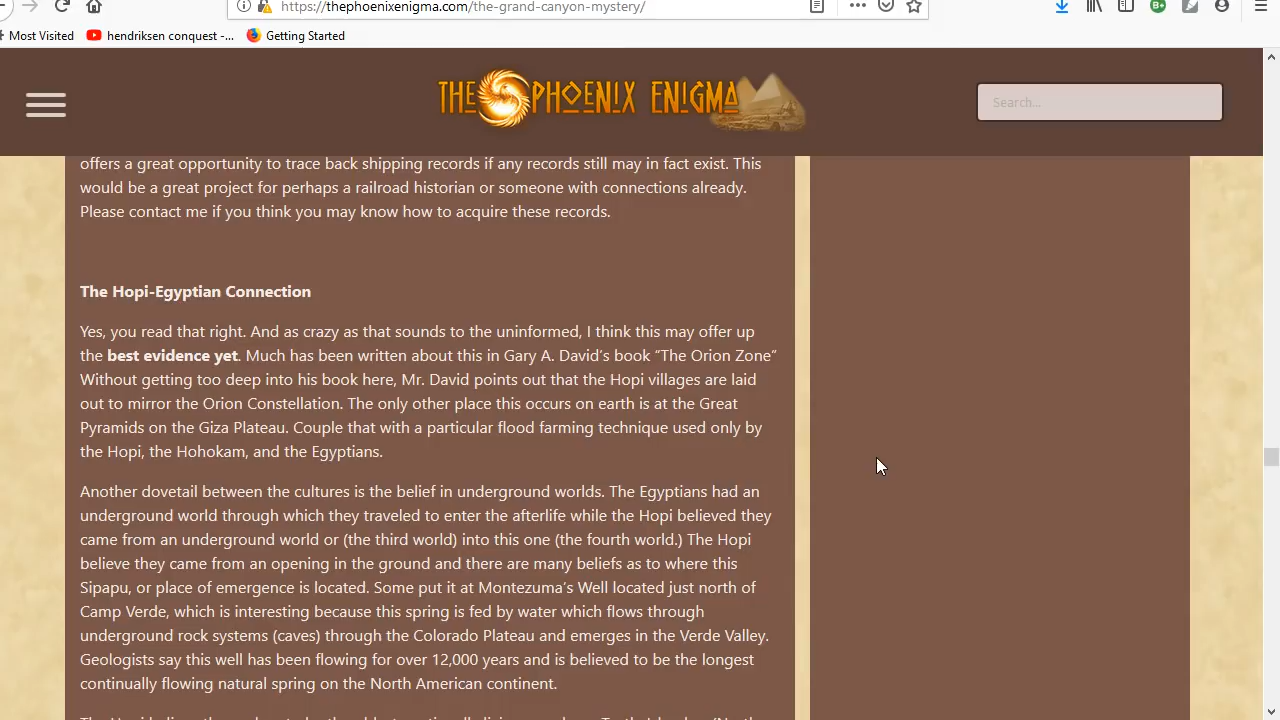 https://thephoenixenigma.com/the-grand-canyon-mystery/
Most Visited
hendriksen conquest -...
Getting Started
THE PHOENIX ENIGMA
Search...
offers a great opportunity to trace back shipping records if any records still may in fact exist. This
would be a great project for perhaps a railroad historian or someone with connections already.
Please contact me if you think you may know how to acquire these records.
The Hopi-Egyptian Connection
Yes, you read that right. And as crazy as that sounds to the uninformed, I think this may offer up
the best evidence yet. Much has been written about this in Gary A. David's book "The Orion Zone"
Without getting too deep into his book here, Mr. David points out that the Hopi villages are laid
out to mirror the Orion Constellation. The only other place this occurs on earth is at the Great
Pyramids on the Giza Plateau. Couple that with a particular flood farming technique used only by
the Hopi, the Hohokam, and the Egyptians.
Another dovetail between the cultures is the belief in underground worlds. The Egyptians had an
underground world through which they traveled to enter the afterlife while the Hopi believed they
came from an underground world or (the third world) into this one (the fourth world.) The Hopi
believe they came from an opening in the ground and there are many beliefs as to where this
Sipapu, or place of emergence is located. Some put it at Montezuma's Well located just north of
Camp Verde, which is interesting because this spring is fed by water which flows through
underground rock systems (caves) through the Colorado Plateau and emerges in the Verde Valley.
Geologists say this well has been flowing for over 12,000 years and is believed to be the longest
continually flowing natural spring on the North American continent.